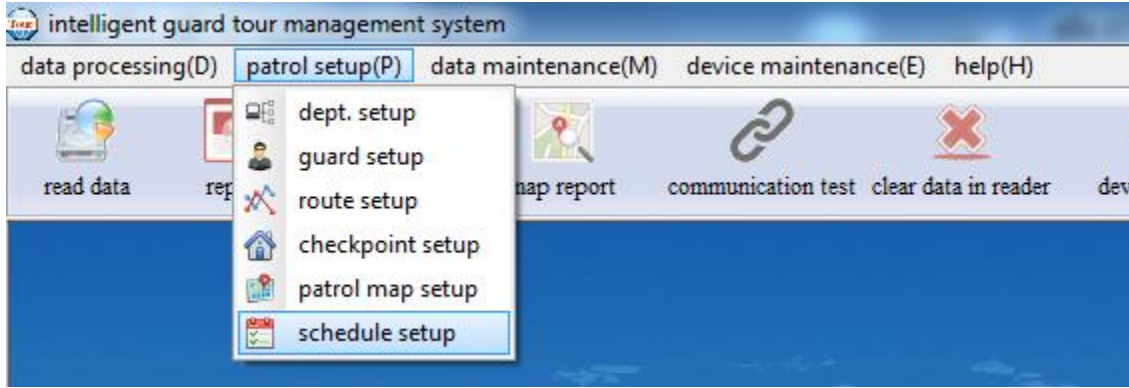 intelligent guard tour management system
data processing(D) patrol setup(P) data maintenance(M) device maintenance(E) help(H)
dept. setup
guard setup
route setup
checkpoint setup
patrol map setup
schedule setup
read data map report communication test clear data in reader